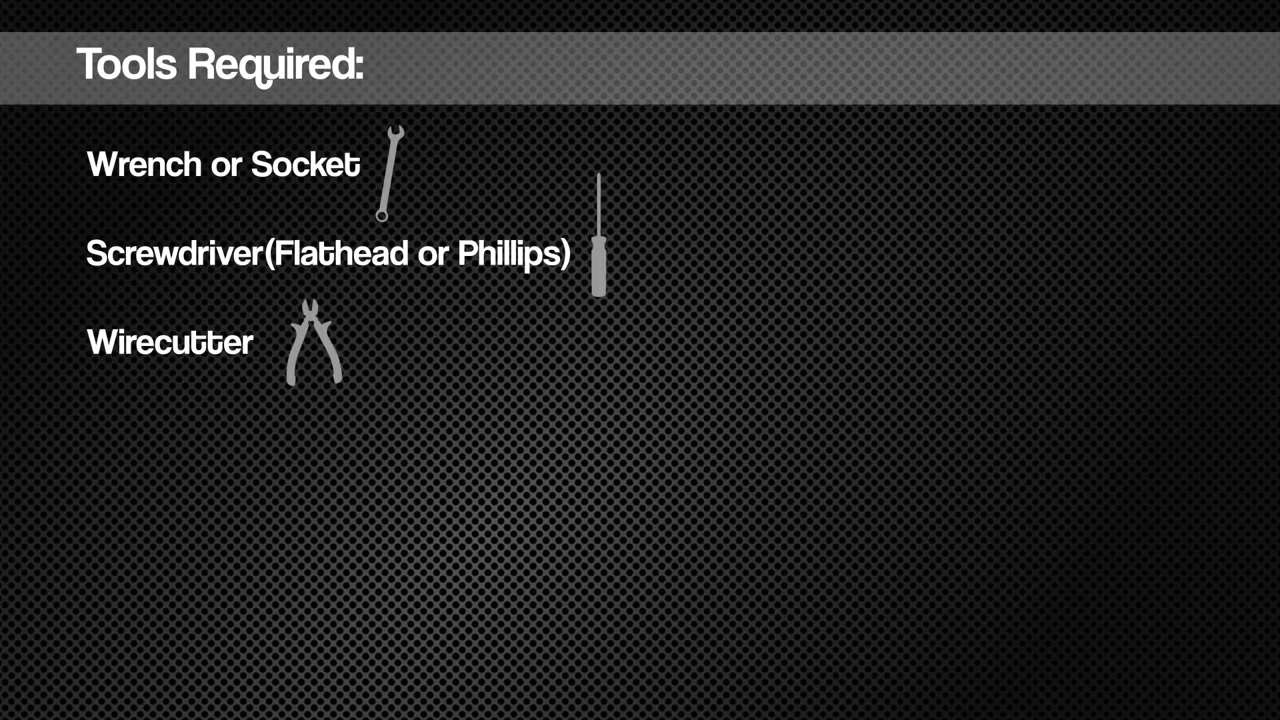 Tools Required:
Wrench or Socket
Screwdriver(Flathead or Phillips)
Wirecutter